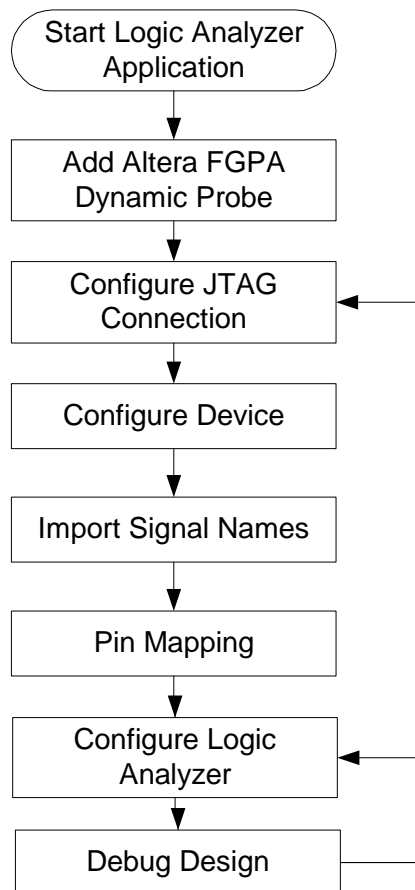 Start Logic Analyzer
Application
Add Altera FGPA
Dynamic Probe
Configure JTAG
Connection
Configure Device
Import Signal Names
Pin Mapping
Configure Logic
Analyzer
Debug Design